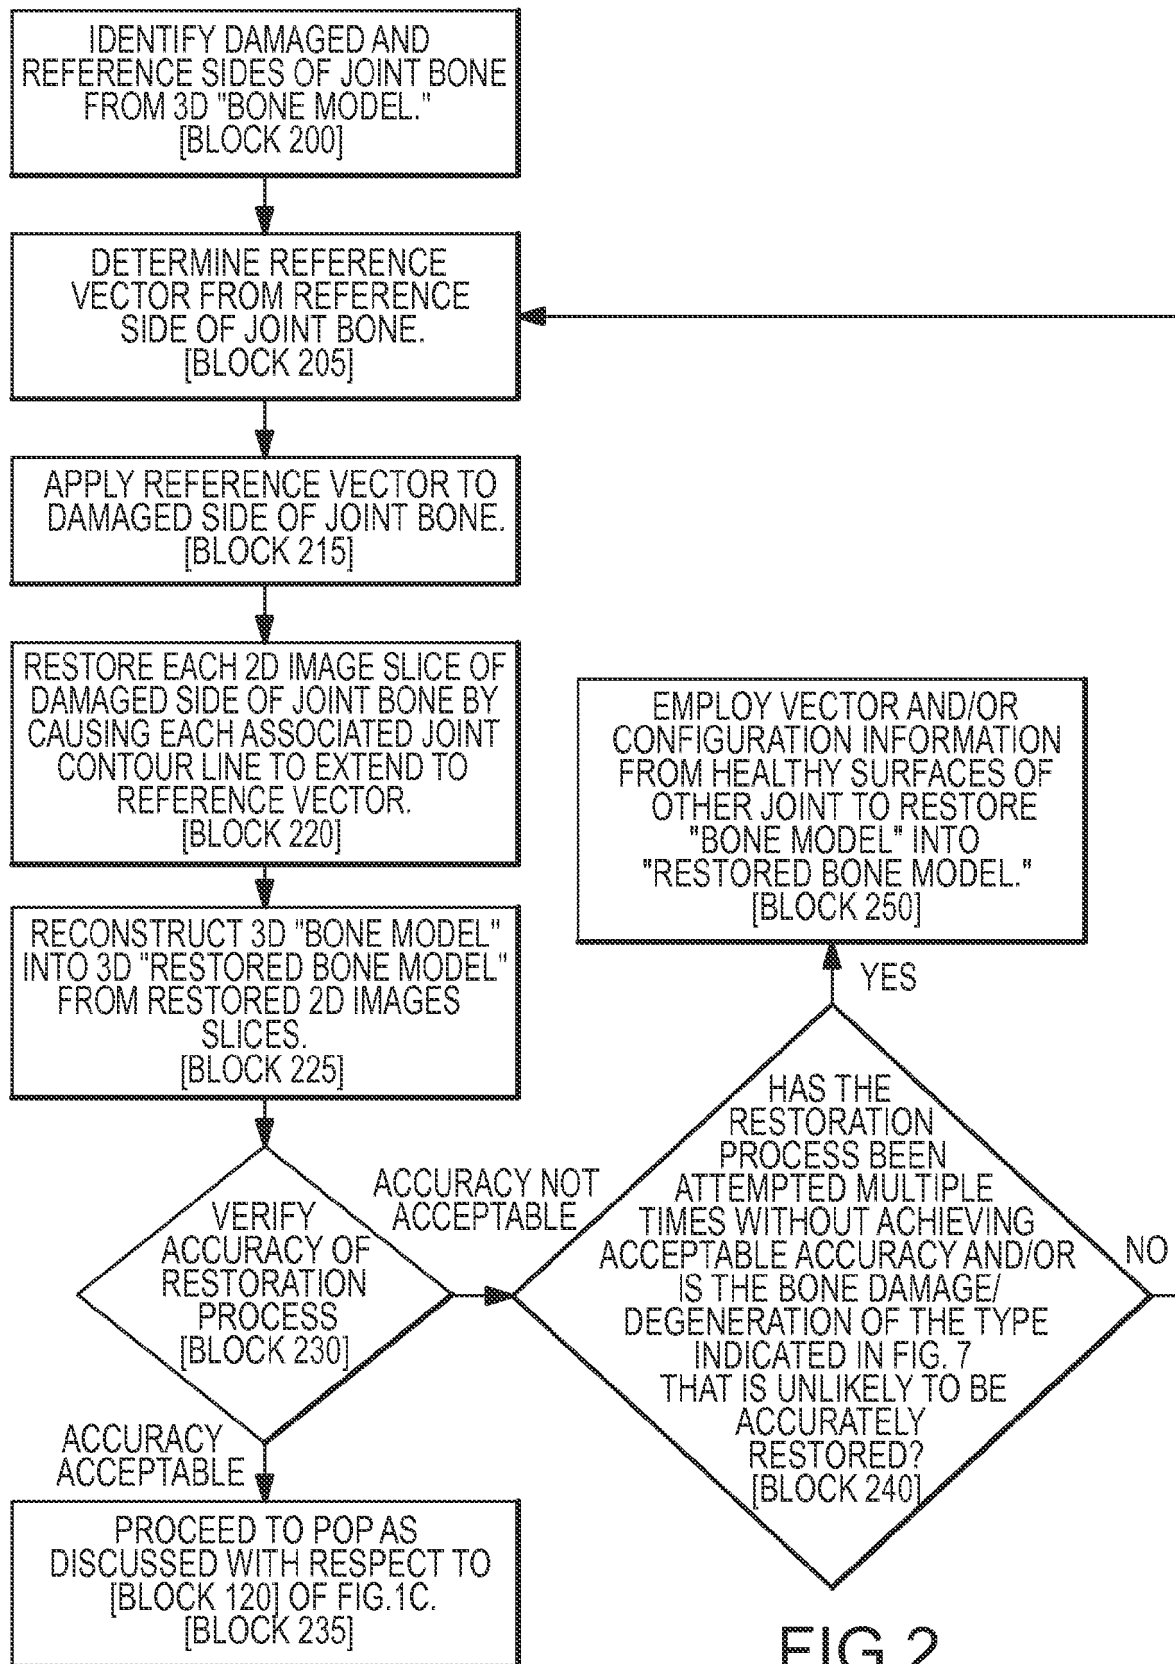 IDENTIFY DAMAGED AND
REFERENCE SIDES OF JOINT BONE
FROM 3D "BONE MODEL."
[BLOCK 200]
DETERMINE REFERENCE
VECTOR FROM REFERENCE
SIDE OF JOINT BONE.
[BLOCK 205]
APPLY REFERENCE VECTOR TO
DAMAGED SIDE OF JOINT BONE.
[BLOCK 215]
RESTORE EACH 2D IMAGE SLICE OF
DAMAGED SIDE OF JOINT BONE BY
CAUSING EACH ASSOCIATED JOINT
CONTOUR LINE TO EXTEND TO
REFERENCE VECTOR.
[BLOCK 220]
RECONSTRUCT 3D "BONE MODEL"
INTO 3D "RESTORED BONE MODEL"
FROM RESTORED 2D IMAGES
SLICES.
[BLOCK 225]
VERIFY
ACCURACY OF
RESTORATION
PROCESS
[BLOCK 230]
ACCURACY NOT
ACCEPTABLE
ACCURACY
ACCEPTABLE
PROCEED TO POP AS
DISCUSSED WITH RESPECT TO
[BLOCK 120] OF FIG.1C.
[BLOCK 235]
EMPLOY VECTOR AND/OR
CONFIGURATION INFORMATION
FROM HEALTHY SURFACES OF
OTHER JOINT TO RESTORE
"BONE MODEL" INTO
"RESTORED BONE MODEL."
[BLOCK 250]
YES
HAS THE
RESTORATION
PROCESS BEEN
ATTEMPTED MULTIPLE
TIMES WITHOUT ACHIEVING
ACCEPTABLE ACCURACY AND/OR
IS THE BONE DAMAGE/
DEGENERATION OF THE TYPE
INDICATED IN FIG. 7
THAT IS UNLIKELY TO BE
ACCURATELY
RESTORED?
[BLOCK 240]
NO
FIG.2